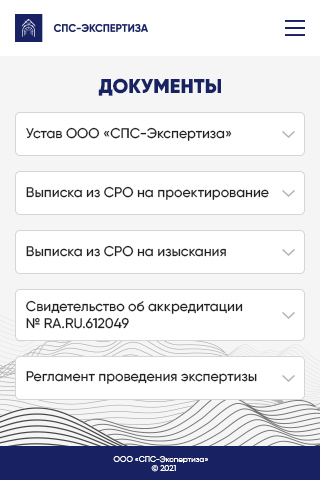 СПС-ЭКСПЕРТИЗА
ДОКУМЕНТЫ
Устав ООО «СПС-Экспертиза»
Выписка из СРО на проектирование
Выписка из СРО на изыскания
Свидетельство об аккредитации
№ RA.RU.612049
Регламент проведения экспертизы
ООО «СПС-Экспертиза»
© 2021